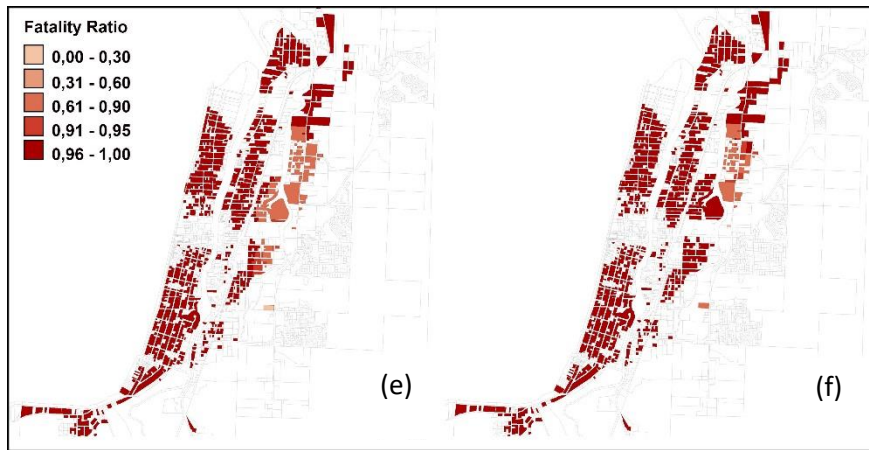 Fatality Ratio
0,00 - 0,30
0,31 - 0,60
0,61 - 0,90
0,91 - 0,95
0,96 - 1,00
(e)
(f)